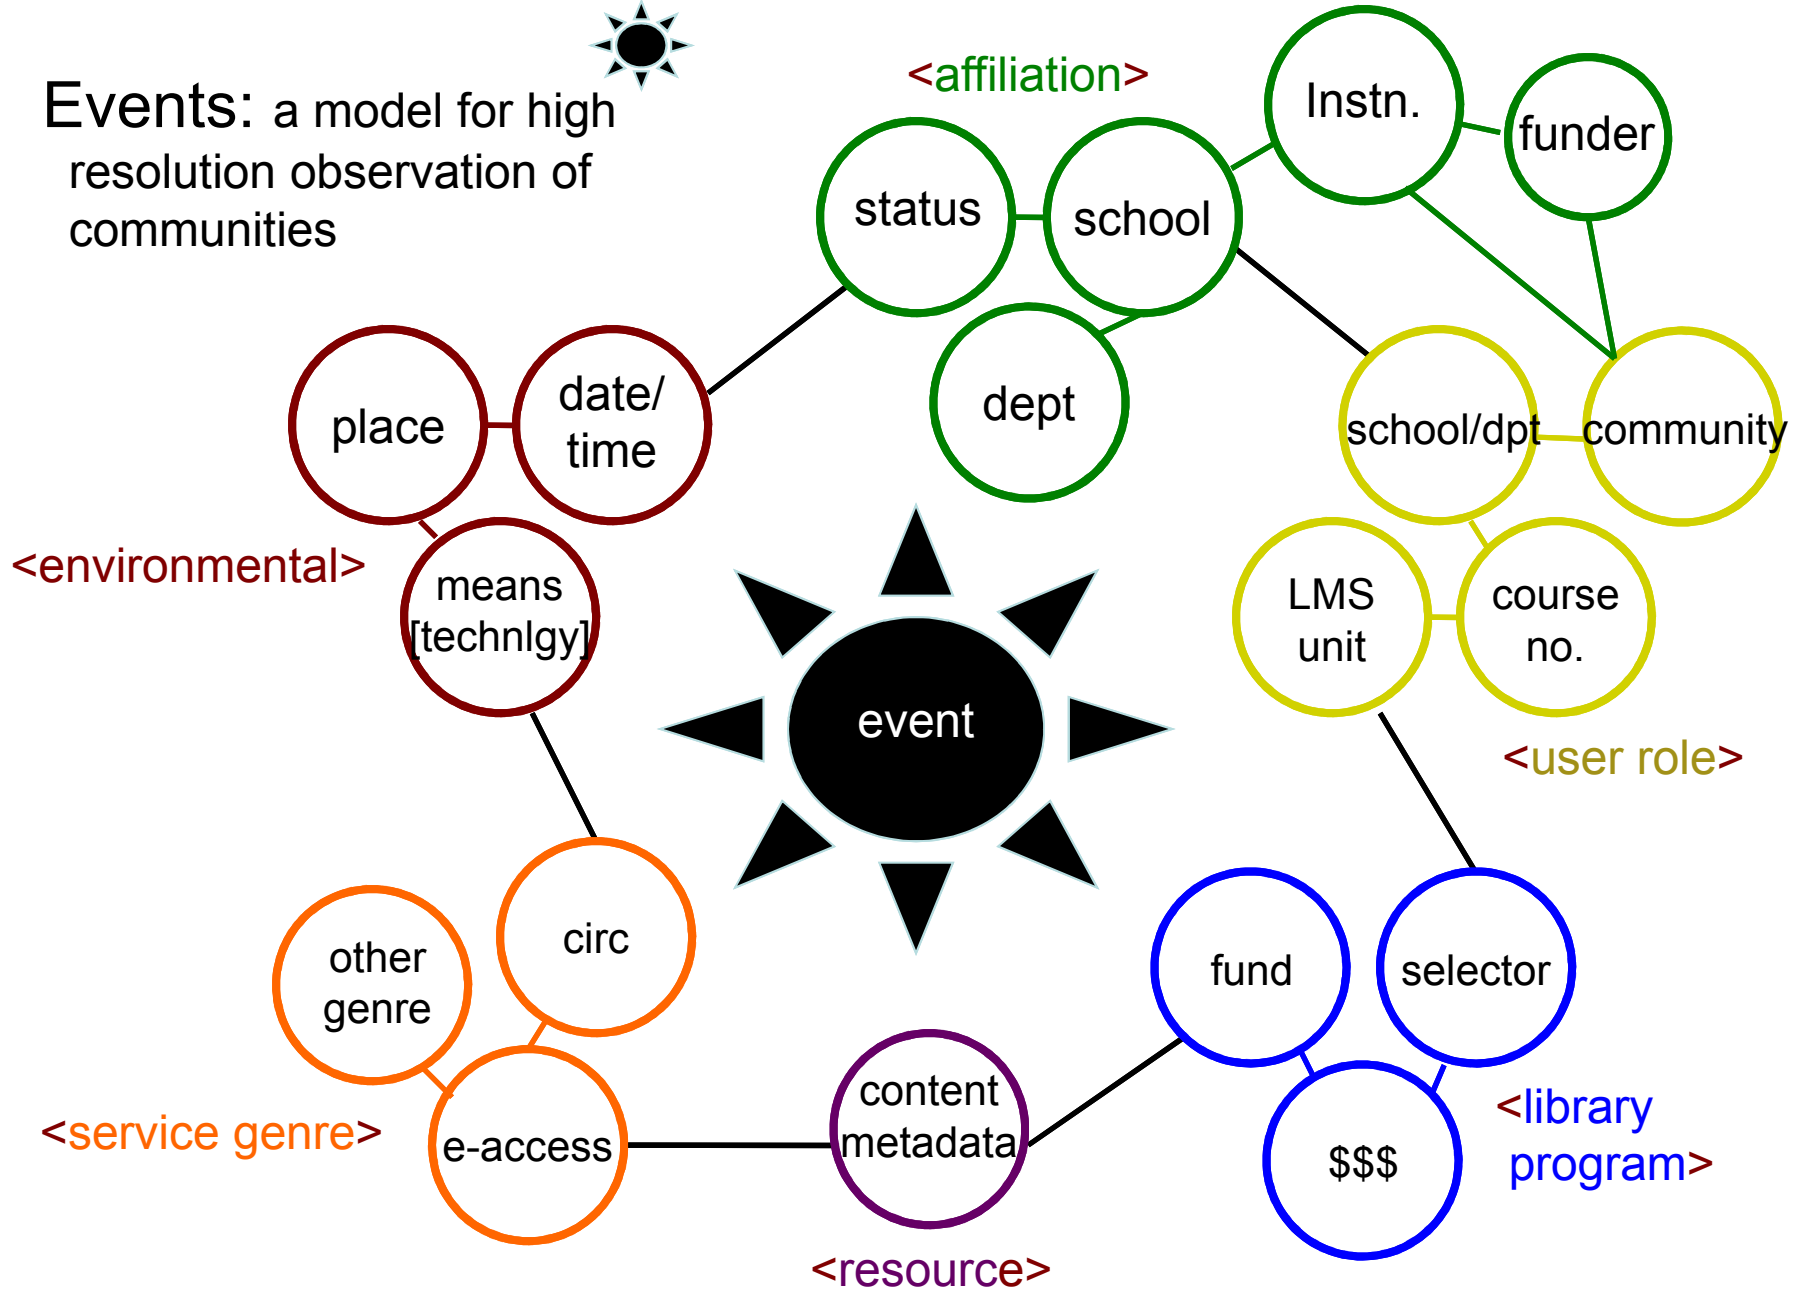 Events: a model for high
resolution observation of
communities
<affiliation>
Instn.
funder
status
school
dept
place
date/
time
school/dpt
community
<environmental>
means
[technlgy]
LMS
unit
course
no.
event
<user role>
other
genre
circ
fund
selector
<service genre>
e-access
content
metadata
$$$
<library
program>
<resource>